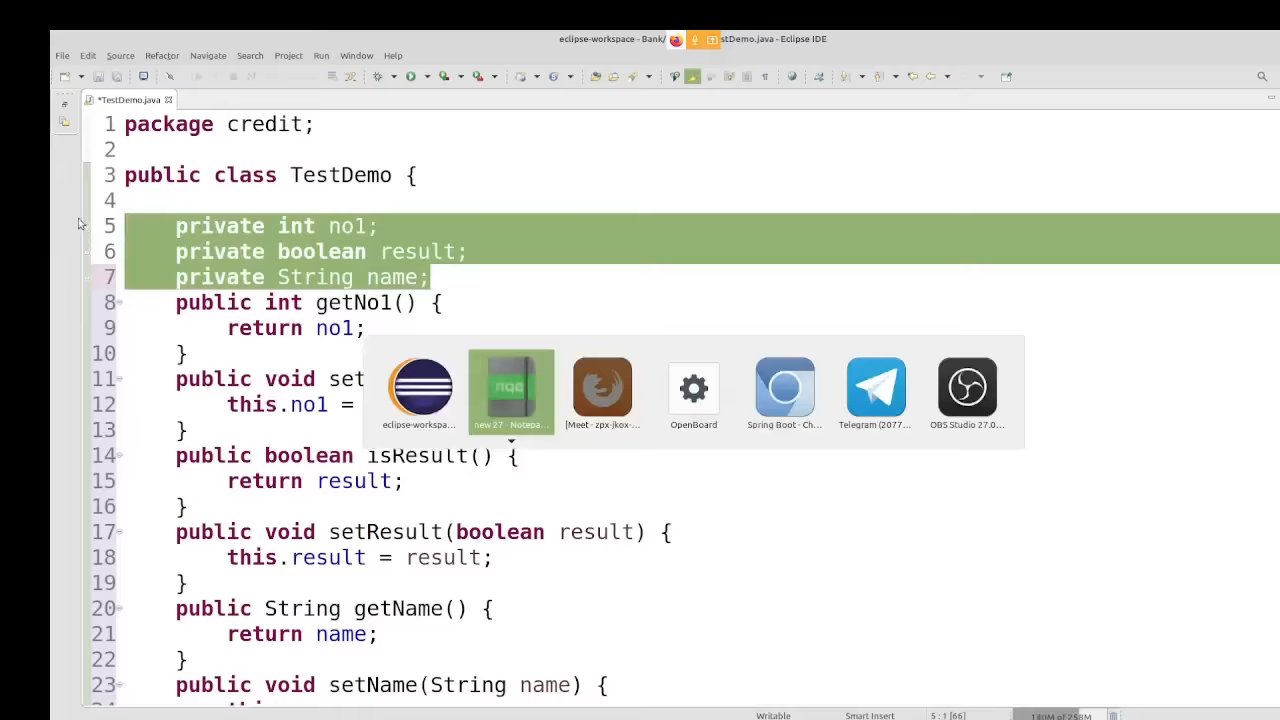 eclipse-workspace - Bank/ stDemo.java - Eclipse IDE
File Edit Source Refactor Navigate Search Project Run Window Help
*TestDemo.java
1 package credit;
2
3 public class TestDemo {
4
5 private int no1;
6 private boolean result;
7 private String name;
8 public int getNo1() {
9 return no1;
10 }
11 public void set
12 this.no1 =
13 }
14 public boolean isResult() {
15 return result;
16 }
17 public void setResult(boolean result) {
18 this.result = result;
19 }
20 public String getName() {
21 return name;
22 }
23 public void setName(String name) {
eclipse-workspa... new 27 - Notepa... [Meet - zpx-jkox-... OpenBoard Spring Boot - Ch... Telegram (2077... OBS Studio 27.0...
Writable Smart Insert 5 : 1 [66] 180M of 258M